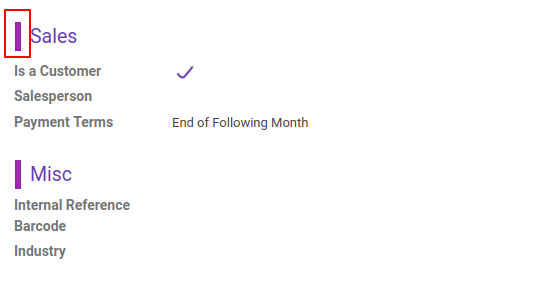 Sales
Is a Customer
Salesperson
Payment Terms End of Following Month
Misc
Internal Reference
Barcode
Industry